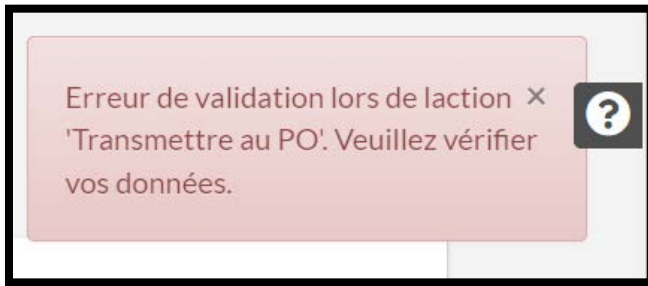 Erreur de validation lors de laction ×
'Transmettre au PO'. Veuillez vérifier
vos données.
?